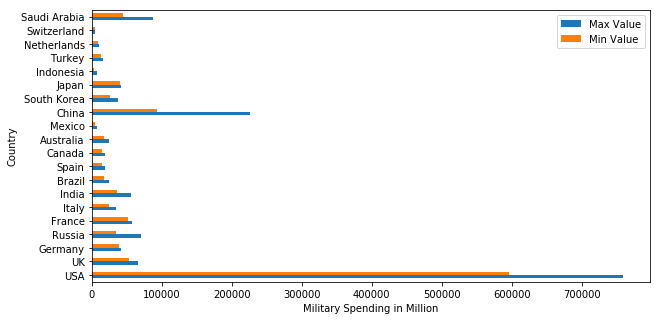 Saudi Arabia
Switzerland
Netherlands
Turkey
Indonesia
Japan
South Korea
China
Mexico
Australia
Canada
Spain
Brazil
India
Italy
France
Russia
Germany
UK
USA
Country
Max Value
Min Value
0 100000 200000 300000 400000 500000 600000 700000
Military Spending in Million